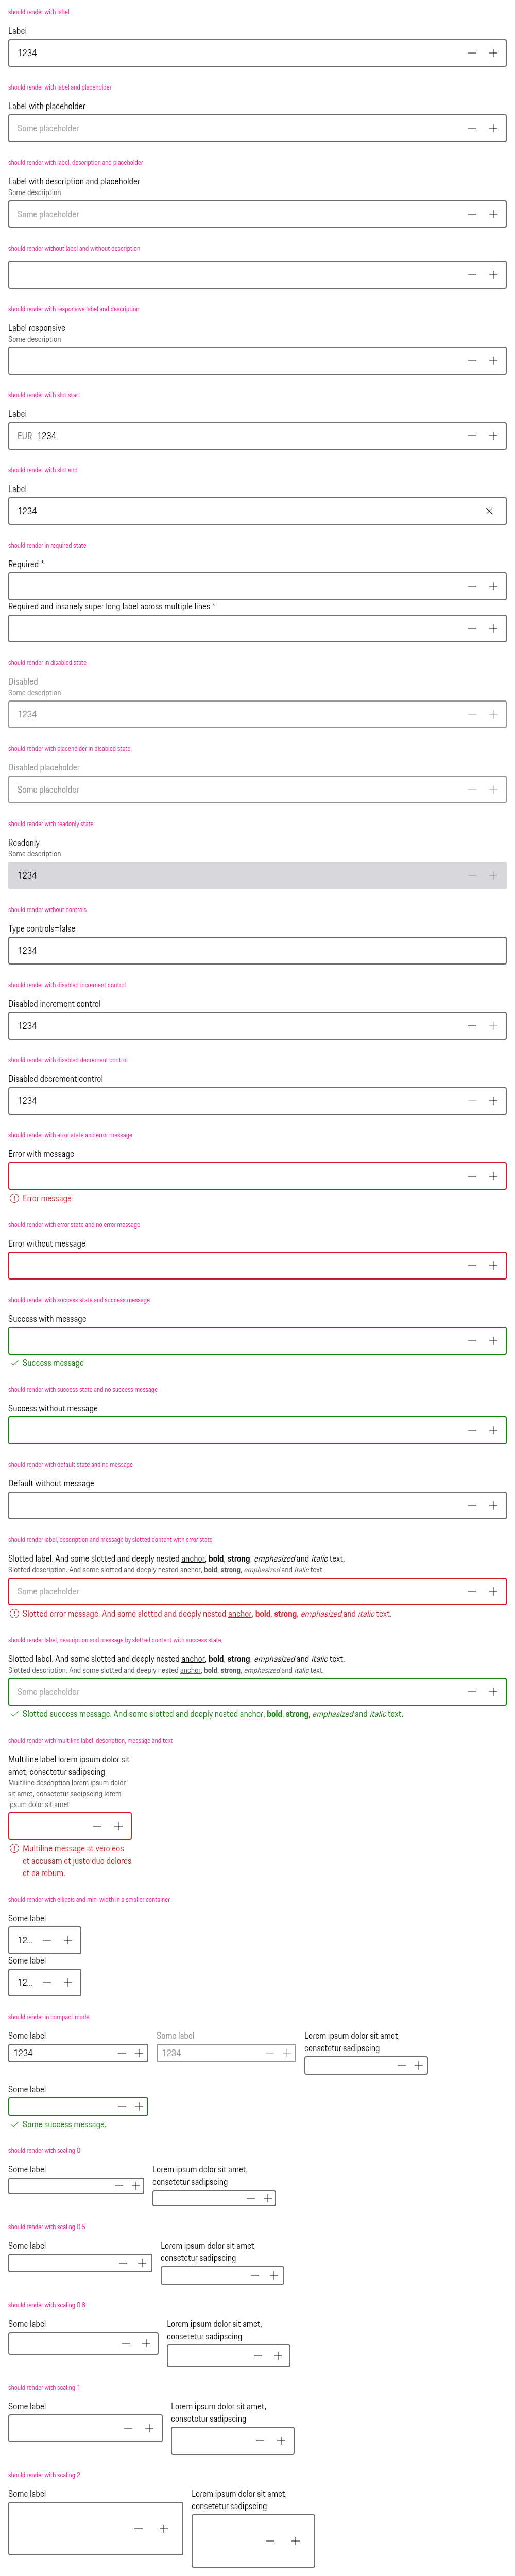 should render with label
Label
1234
should render with label and placeholder
Label with placeholder
Some placeholder
should render with label, description and placeholder
Label with description and placeholder
Some description
Some placeholder
should render without label and without description
should render with responsive label and description
Label responsive
Some description
should render with slot start
Label
EUR 1234
should render with slot end
Label
1234
should render in required state
Required *
Required and insanely super long label across multiple lines *
should render in disabled state
Disabled
Some description
1234
should render with placeholder in disabled state
Disabled placeholder
Some placeholder
should render with readonly state
Readonly
Some description
1234
should render without controls
Type controls=false
1234
should render with disabled increment control
Disabled increment control
1234
should render with disabled decrement control
Disabled decrement control
1234
should render with error state and error message
Error with message
Error message
should render with error state and no error message
Error without message
should render with success state and success message
Success with message
Success message
should render with success state and no success message
Success without message
should render with default state and no message
Default without message
should render label, description and message by slotted content with error state
Slotted label. And some slotted and deeply nested anchor, bold, strong, emphasized and italic text.
Slotted description. And some slotted and deeply nested anchor, bold, strong, emphasized and italic text.
Some placeholder
Slotted error message. And some slotted and deeply nested anchor, bold, strong, emphasized and italic text.
should render label, description and message by slotted content with success state
Slotted label. And some slotted and deeply nested anchor, bold, strong, emphasized and italic text.
Slotted description. And some slotted and deeply nested anchor, bold, strong, emphasized and italic text.
Some placeholder
Slotted success message. And some slotted and deeply nested anchor, bold, strong, emphasized and italic text.
should render with multiline label, description, message and text
Multiline label lorem ipsum dolor sit
amet, consetetur sadipscing
Multiline description lorem ipsum dolor
sit amet, consetetur sadipscing lorem
ipsum dolor sit amet
Multiline message at vero eos
et accusam et justo duo dolores
et ea rebum.
should render with ellipsis and min-width in a smaller container
Some label
12...
Some label
12...
should render in compact mode
Some label
1234
Some label
1234
Lorem ipsum dolor sit amet,
consetetur sadipscing
Some label
Some success message.
should render with scaling 0
Some label
Lorem ipsum dolor sit amet,
consetetur sadipscing
should render with scaling 0.5
Some label
Lorem ipsum dolor sit amet,
consetetur sadipscing
should render with scaling 0.8
Some label
Lorem ipsum dolor sit amet,
consetetur sadipscing
should render with scaling 1
Some label
Lorem ipsum dolor sit amet,
consetetur sadipscing
should render with scaling 2
Some label
Lorem ipsum dolor sit amet,
consetetur sadipscing